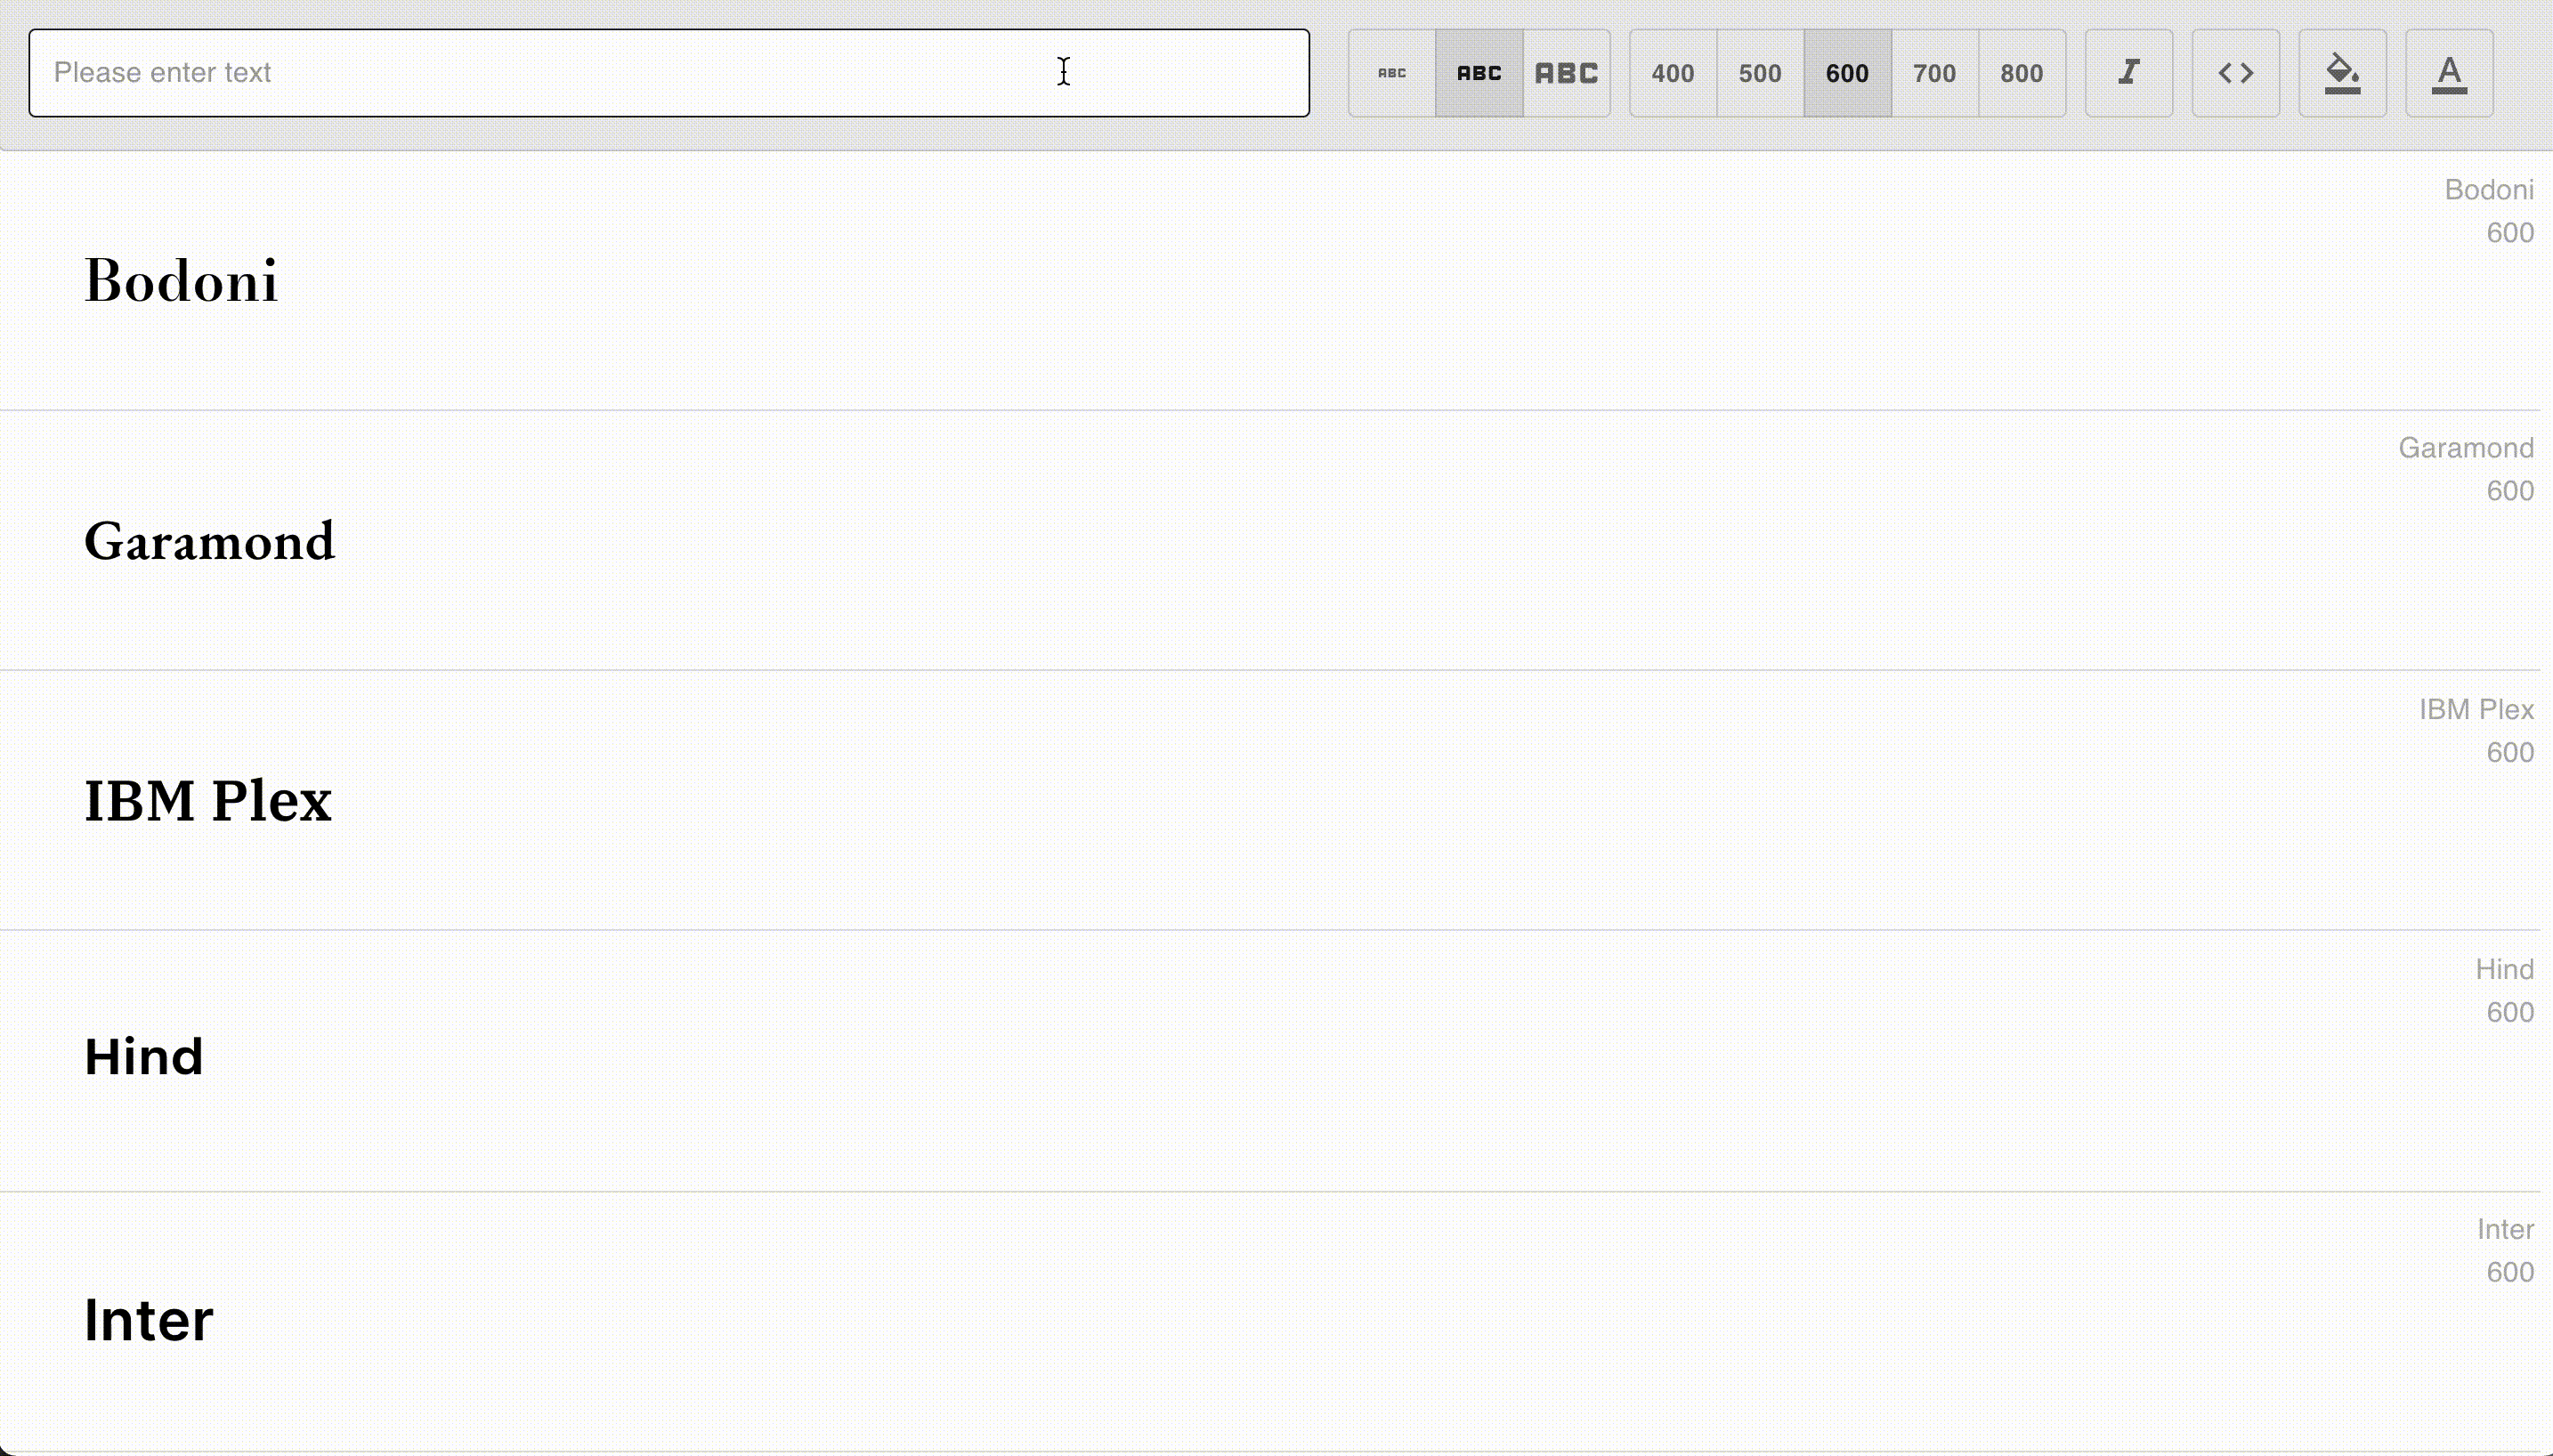 Please enter text ABC ABC ABC 400 500 600 700 800 I <> A
Bodoni
600
Bodoni
Garamond
600
Garamond
IBM Plex
600
IBM Plex
Hind
600
Hind
Inter
600
Inter